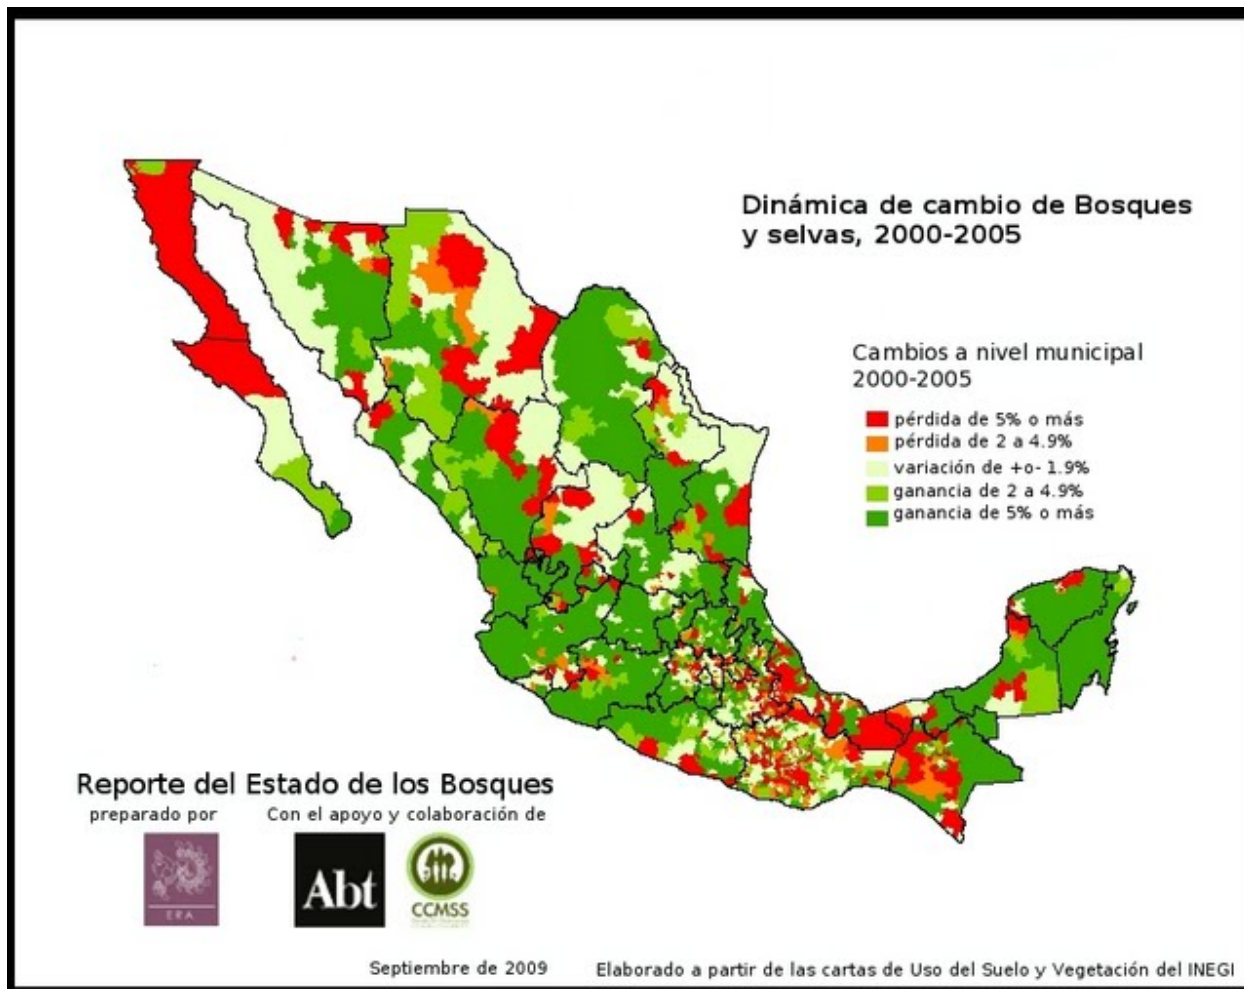 Dinámica de cambio de Bosques
y selvas, 2000-2005
Cambios a nivel municipal
2000-2005
pérdida de 5% o más
pérdida de 2 a 4.9%
variación de +o- 1.9%
ganancia de 2 a 4.9%
ganancia de 5% o más
Reporte del Estado de los Bosques
preparado por
Con el apoyo y colaboración de
ERA
Abt
CCMSS
Septiembre de 2009
Elaborado a partir de las cartas de Uso del Suelo y Vegetación del INEGI